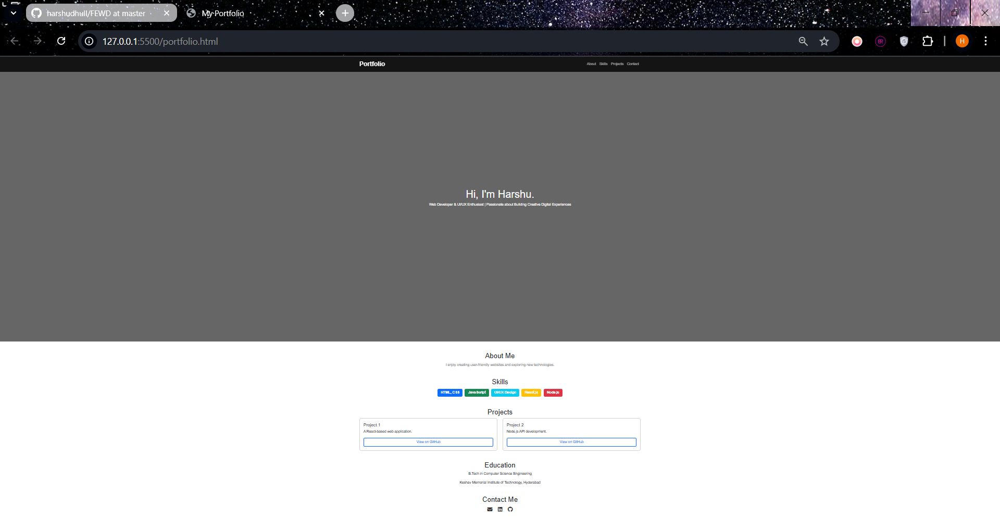 harshudhull/FEWD at master
My Portfolio
127.0.0.1:5500/portfolio.html
H
Portfolio
About Skills Projects Contact
Hi, I'm Harshu.
Web Developer & UI/UX Enthusiast | Passionate about Building Creative Digital Experiences
About Me
I enjoy creating user-friendly websites and exploring new technologies.
Skills
HTML, CSS JavaScript UI/UX Design React.js Node.js
Projects
Project 1
A React-based web application.
View on GitHub
Project 2
Node.js API development.
View on GitHub
Education
B.Tech in Computer Science Engineering
Keshav Memorial Institute of Technology, Hyderabad
Contact Me